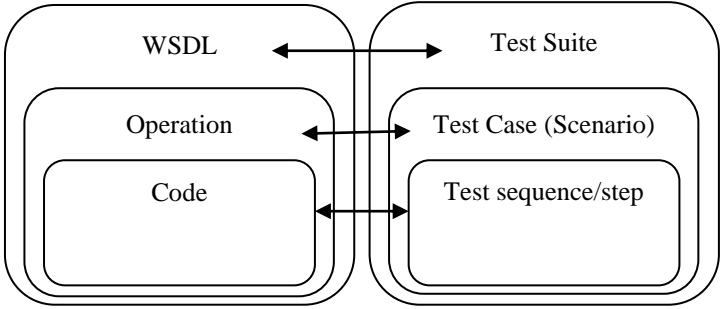 WSDL
Test Suite
Operation
Test Case (Scenario)
Code
Test sequence/step